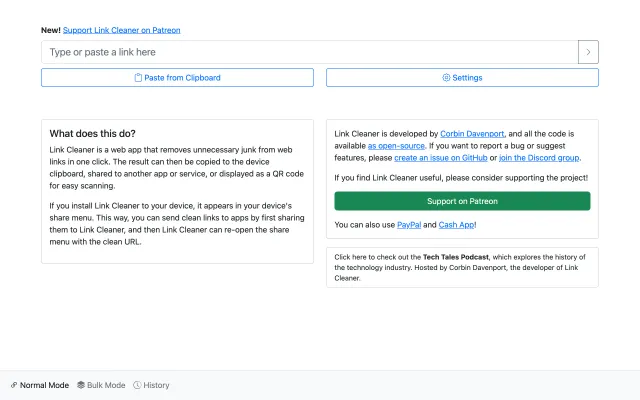 New! Support Link Cleaner on Patreon
Type or paste a link here
Paste from Clipboard
Settings
What does this do?
Link Cleaner is a web app that removes unnecessary junk from web
links in one click. The result can then be copied to the device
clipboard, shared to another app or service, or displayed as a QR code
for easy scanning.
If you install Link Cleaner to your device, it appears in your device's
share menu. This way, you can send clean links to apps by first sharing
them to Link Cleaner, and then Link Cleaner can re-open the share
menu with the clean URL.
Link Cleaner is developed by Corbin Davenport, and all the code is
available as open-source. If you want to report a bug or suggest
features, please create an issue on GitHub or join the Discord group.
If you find Link Cleaner useful, please consider supporting the project!
Support on Patreon
You can also use PayPal and Cash App!
Click here to check out the Tech Tales Podcast, which explores the history of
the technology industry. Hosted by Corbin Davenport, the developer of Link
Cleaner.
Normal Mode
Bulk Mode
History